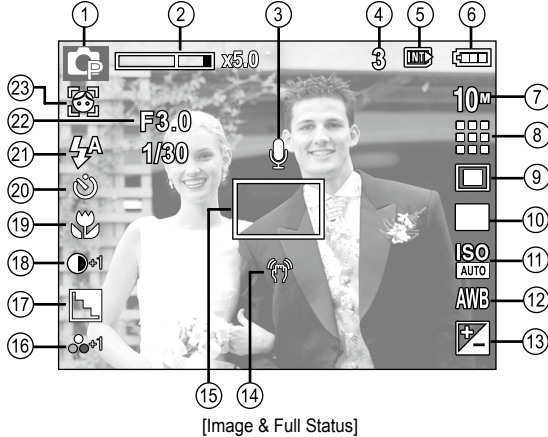 1 2 3 4 5 6
P x5.0 3 INT
23 10M 7
22 F3.0 8
21 A 1/30 9
20 10
19 ISO AUTO 11
18 +1 AWB 12
17 + - 13
16 +1
15 14
[Image & Full Status]